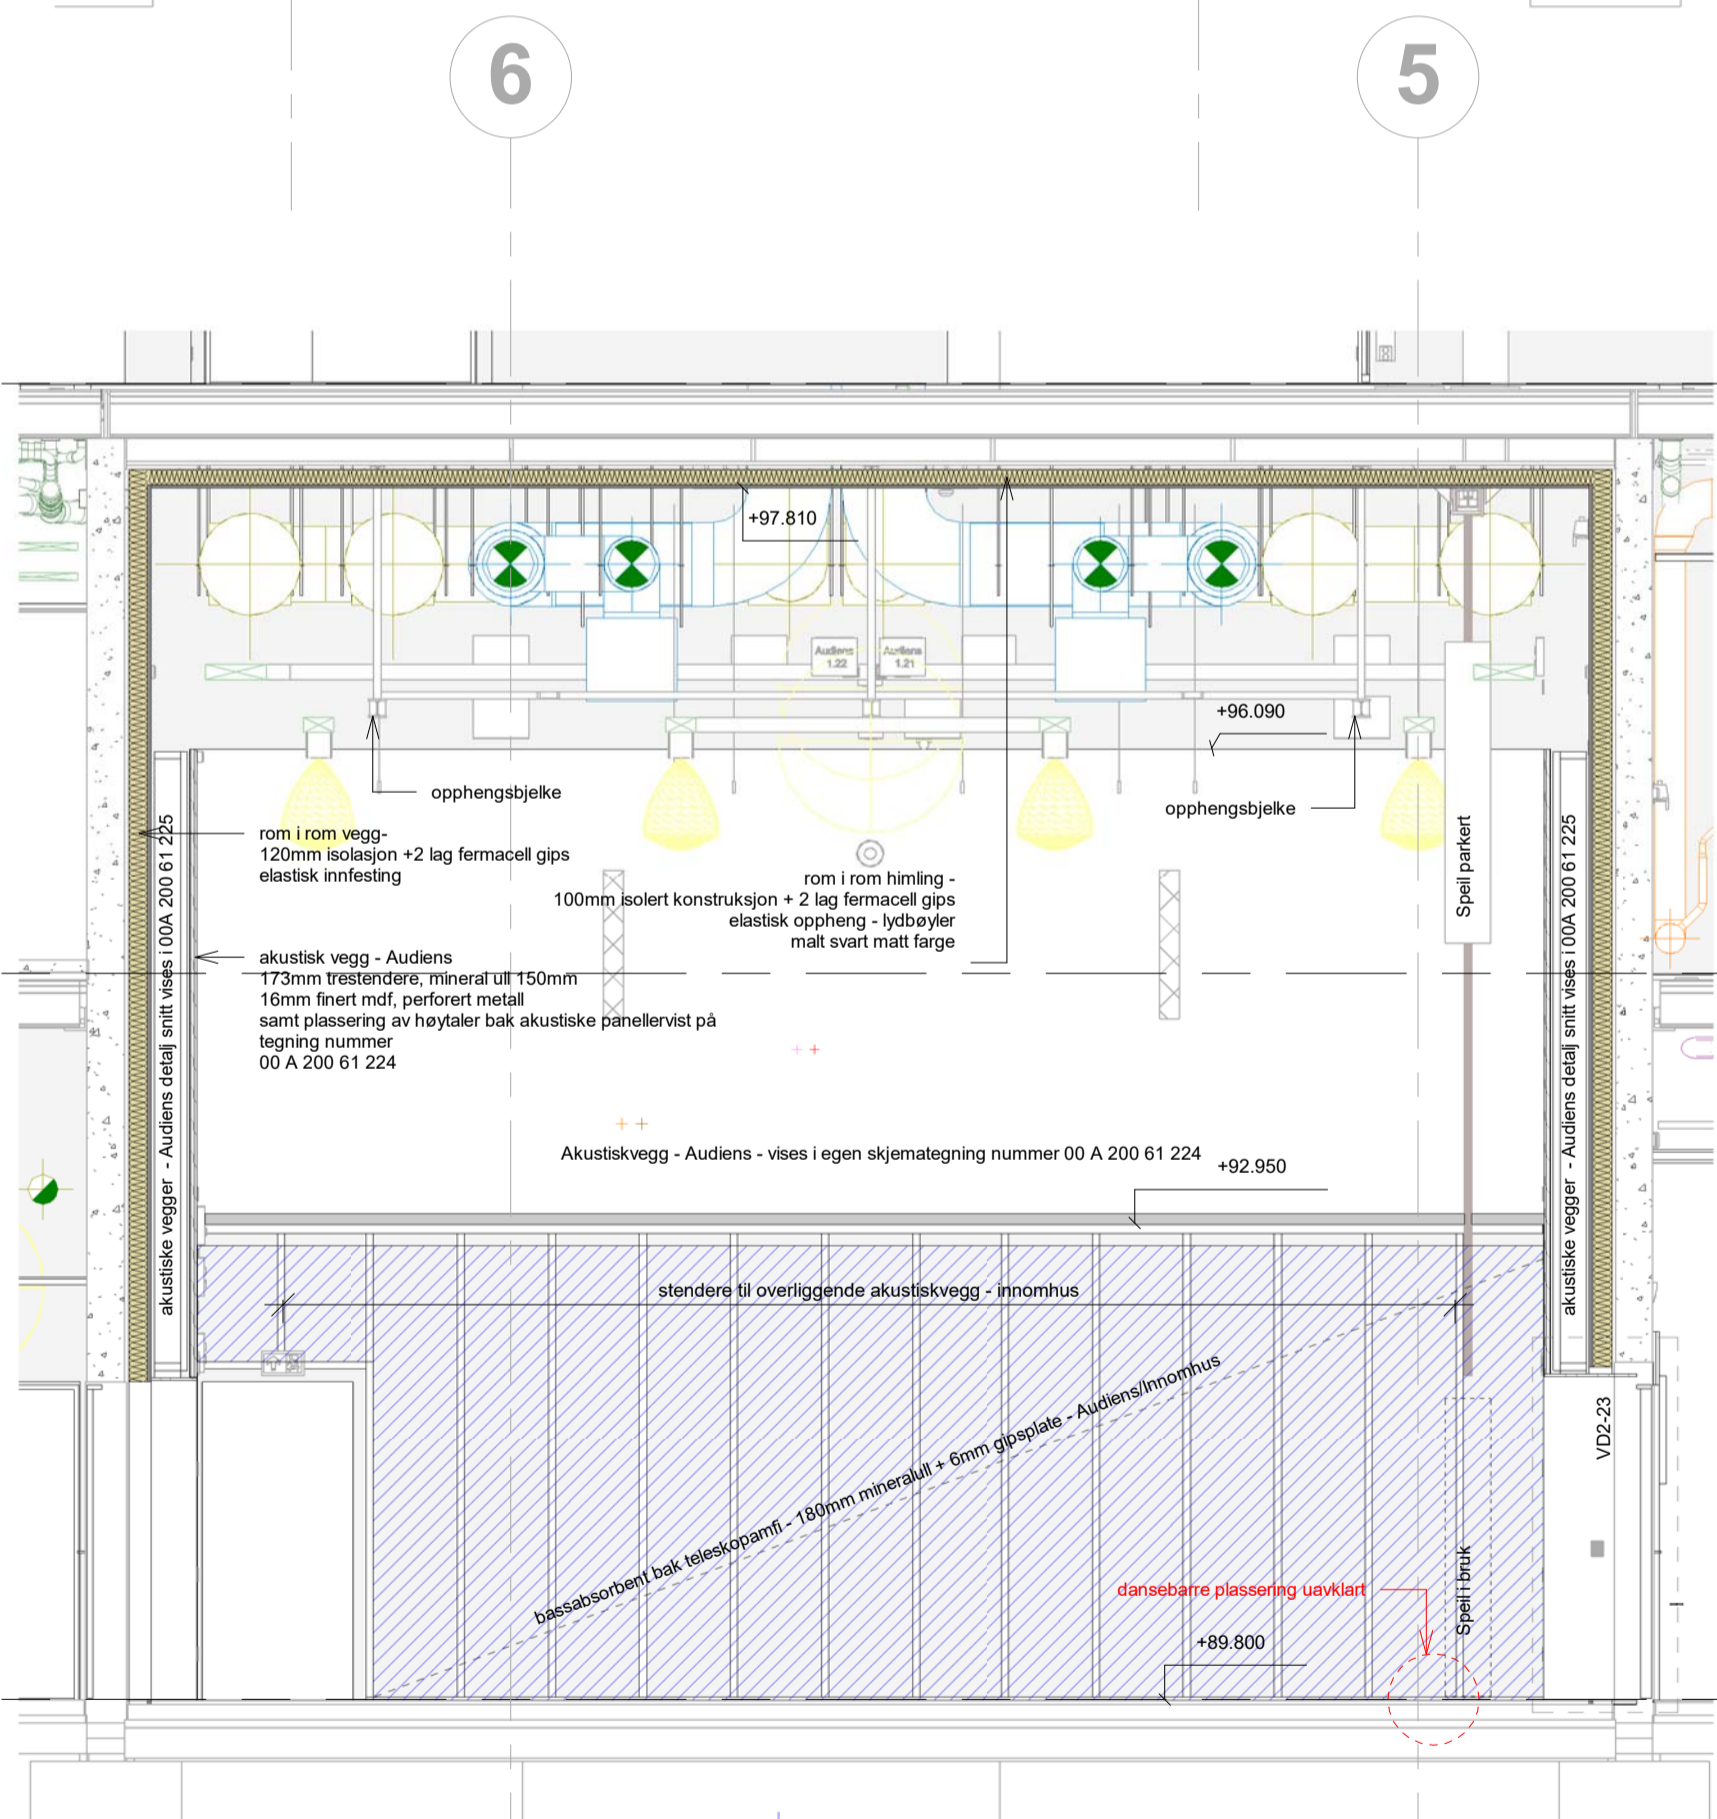 6
5
+97.810
Audiens
1.22
Audiens
1.21
+96.090
opphengsbjelke
opphengsbjelke
rom i rom vegg-
120mm isolasjon +2 lag fermacell gips
elastisk innfesting
rom i rom himling -
100mm isolert konstruksjon + 2 lag fermacell gips
elastisk oppheng - lydbøyler
malt svart matt farge
akustisk vegg - Audiens
173mm trestendere, mineral ull 150mm
16mm finert mdf, perforert metall
samt plassering av høytaler bak akustiske panellervist på
tegning nummer
00 A 200 61 224
akustiske vegger - Audiens detalj snitt vises i 00A 200 61 225
Speil parkert
akustiske vegger - Audiens detalj snitt vises i 00A 200 61 225
Akustiskvegg - Audiens - vises i egen skjemategning nummer 00 A 200 61 224
+92.950
stendere til overliggende akustiskvegg - innomhus
bassabsorbent bak teleskopamfi - 180mm mineralull + 6mm gipsplate - Audiens/Innomhus
VD2-23
dansebarre plassering uavklart
Speil i bruk
+89.800